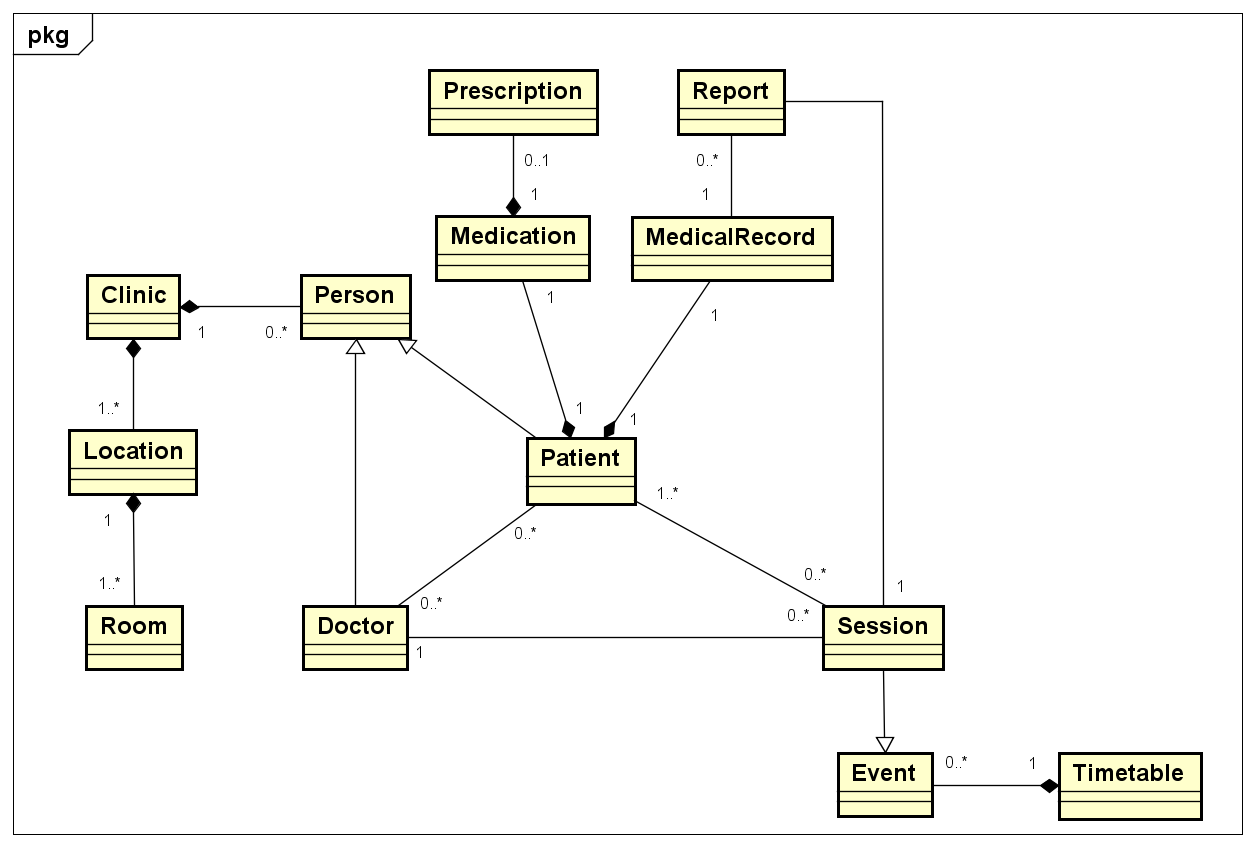 pkg
Prescription
Report
0..1
0..*
1
1
Medication
MedicalRecord
Clinic
Person
1
1
1
0..*
1..*
1
1
Location
Patient
1..*
1
0..*
1..*
0..*
0..*
1
0..*
Room
Doctor
Session
1
0..*
1
Event
Timetable